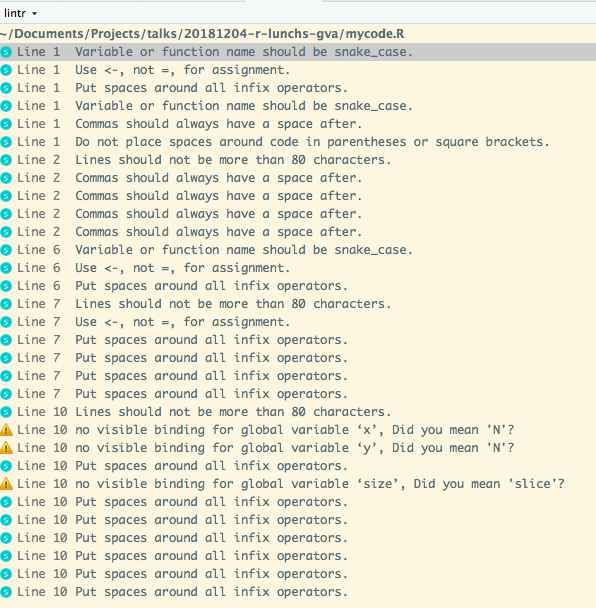 lintr
~/Documents/Projects/talks/20181204-r-lunchs-gva/mycode.R
S Line 1 Variable or function name should be snake_case.
S Line 1 Use <-, not =, for assignment.
S Line 1 Put spaces around all infix operators.
S Line 1 Variable or function name should be snake_case.
S Line 1 Commas should always have a space after.
S Line 1 Do not place spaces around code in parentheses or square brackets.
S Line 2 Lines should not be more than 80 characters.
S Line 2 Commas should always have a space after.
S Line 2 Commas should always have a space after.
S Line 2 Commas should always have a space after.
S Line 2 Commas should always have a space after.
S Line 6 Variable or function name should be snake_case.
S Line 6 Use <-, not =, for assignment.
S Line 6 Put spaces around all infix operators.
S Line 7 Lines should not be more than 80 characters.
S Line 7 Use <-, not =, for assignment.
S Line 7 Put spaces around all infix operators.
S Line 7 Put spaces around all infix operators.
S Line 7 Put spaces around all infix operators.
S Line 7 Put spaces around all infix operators.
S Line 10 Lines should not be more than 80 characters.
! Line 10 no visible binding for global variable ‘x’, Did you mean 'N'?
! Line 10 no visible binding for global variable ‘y’, Did you mean 'N'?
S Line 10 Put spaces around all infix operators.
! Line 10 no visible binding for global variable ‘size’, Did you mean 'slice'?
S Line 10 Put spaces around all infix operators.
S Line 10 Put spaces around all infix operators.
S Line 10 Put spaces around all infix operators.
S Line 10 Put spaces around all infix operators.
S Line 10 Put spaces around all infix operators.
S Line 10 Put spaces around all infix operators.